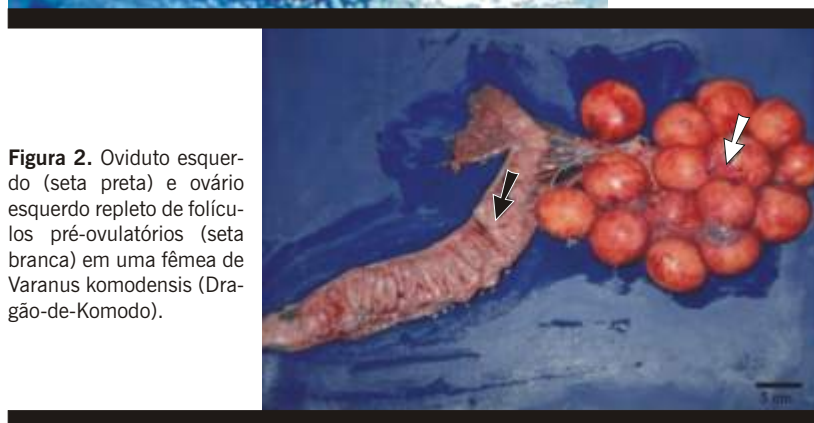 Figura 2. Oviduto esquer-
do (seta preta) e ovário
esquerdo repleto de folícu-
los pré-ovulatórios (seta
branca) em uma fêmea de
Varanus komodensis (Dra-
gão-de-Komodo).
cm